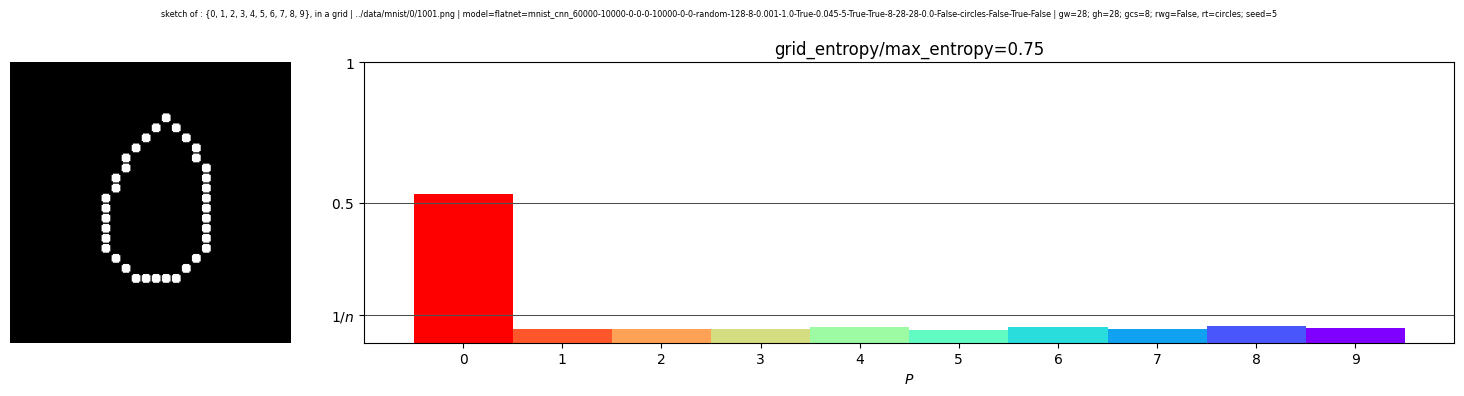 sketch of : {0, 1, 2, 3, 4, 5, 6, 7, 8, 9}, in a grid | ../data/mnist/0/1001.png | model=flatnet=mnist_cnn_60000-10000-0-0-0-10000-0-0-random-128-8-0.001-1.0-True-0.045-5-True-True-8-28-28-0.0-False-circles-False-True-False | gw=28; gh=28; gcs=8; rwg=False, rt=circles; seed=5
grid_entropy/max_entropy=0.75
1
0.5
1/n
0 1 2 3 4 5 6 7 8 9
P